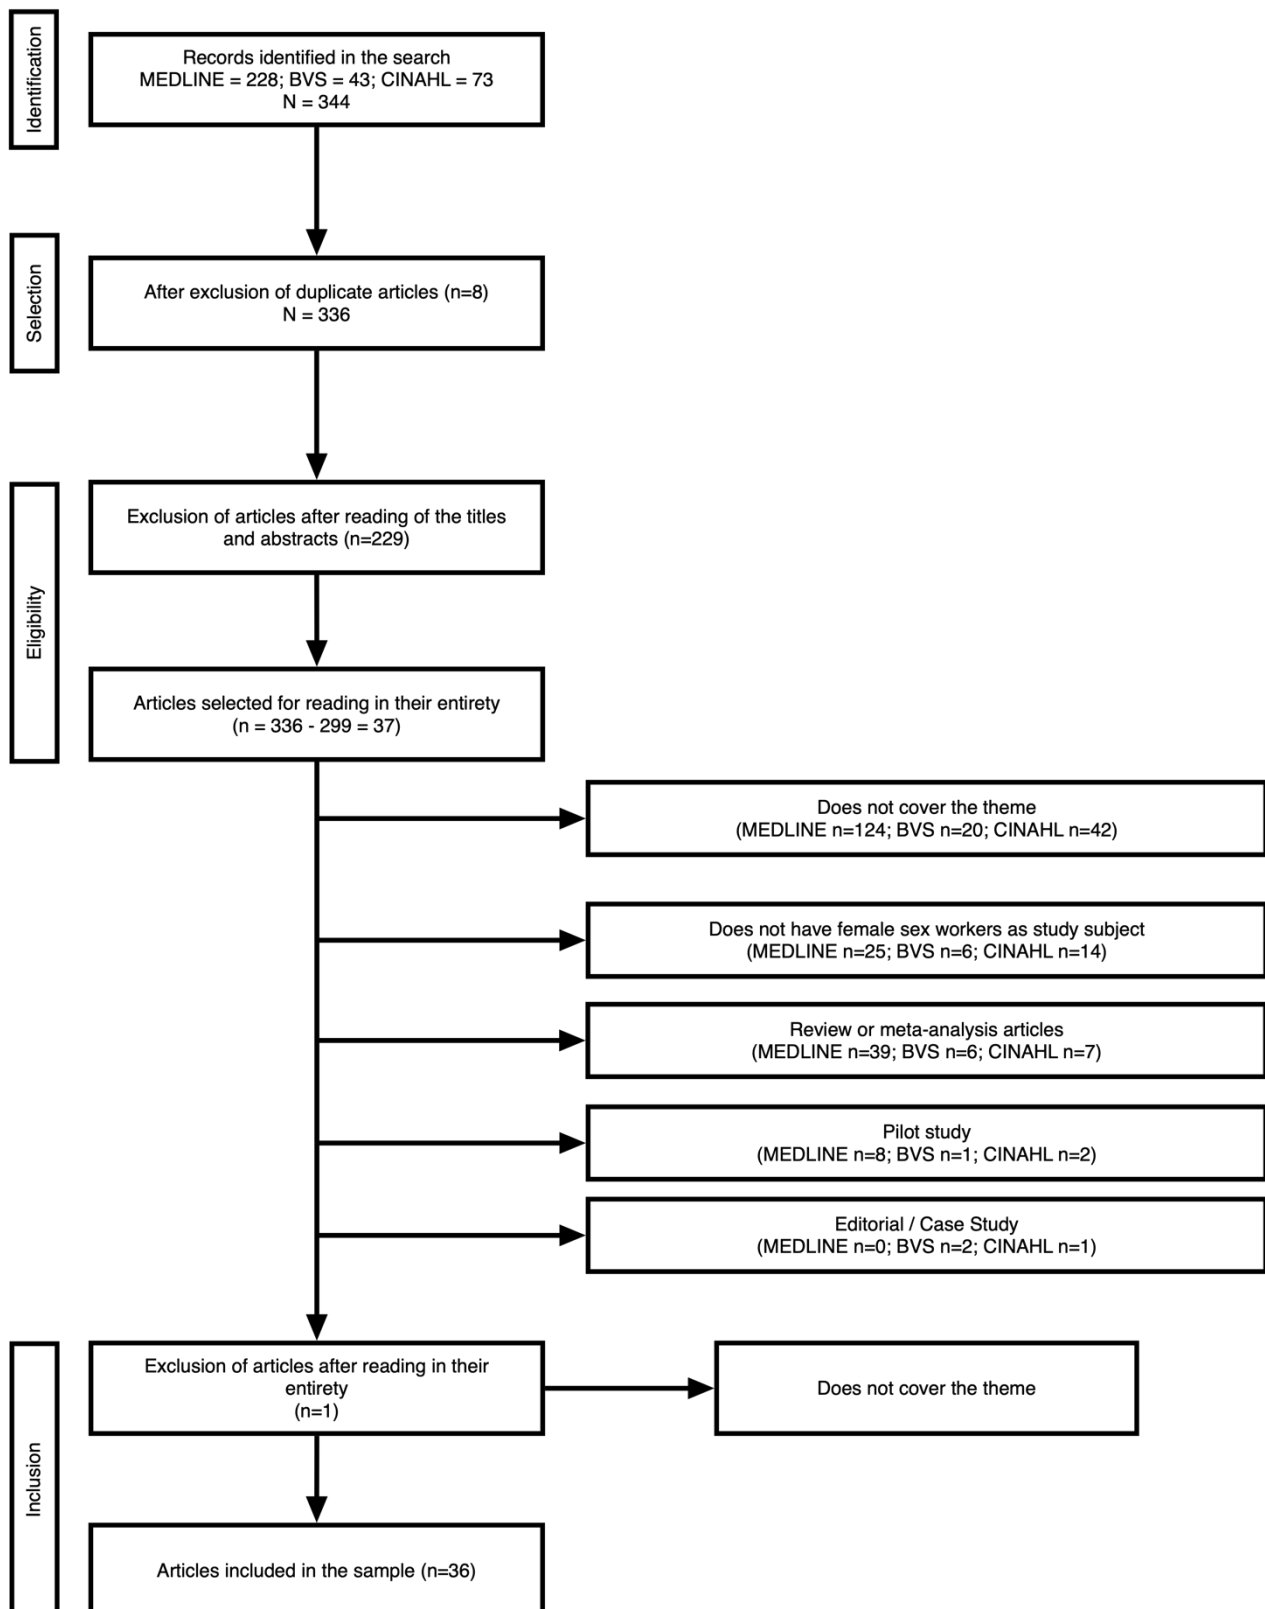 Identification
Records identified in the search
MEDLINE = 228; BVS = 43; CINAHL = 73
N = 344
Selection
After exclusion of duplicate articles (n=8)
N = 336
Eligibility
Exclusion of articles after reading of the titles
and abstracts (n=229)
Articles selected for reading in their entirety
(n = 336 - 299 = 37)
Does not cover the theme
(MEDLINE n=124; BVS n=20; CINAHL n=42)
Does not have female sex workers as study subject
(MEDLINE n=25; BVS n=6; CINAHL n=14)
Review or meta-analysis articles
(MEDLINE n=39; BVS n=6; CINAHL n=7)
Pilot study
(MEDLINE n=8; BVS n=1; CINAHL n=2)
Editorial / Case Study
(MEDLINE n=0; BVS n=2; CINAHL n=1)
Inclusion
Exclusion of articles after reading in their
entirety
(n=1)
Does not cover the theme
Articles included in the sample (n=36)